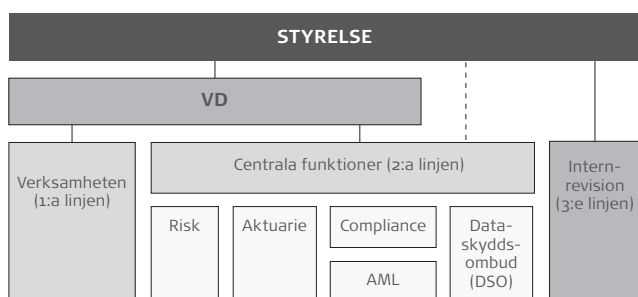 STYRELSE
VD
Verksamheten
(1:a linjen)
Centrala funktioner (2:a linjen)
Risk
Aktuarie
Compliance
AML
Data-
skydds-
ombud
(DSO)
Intern-
revision
(3:e linjen)